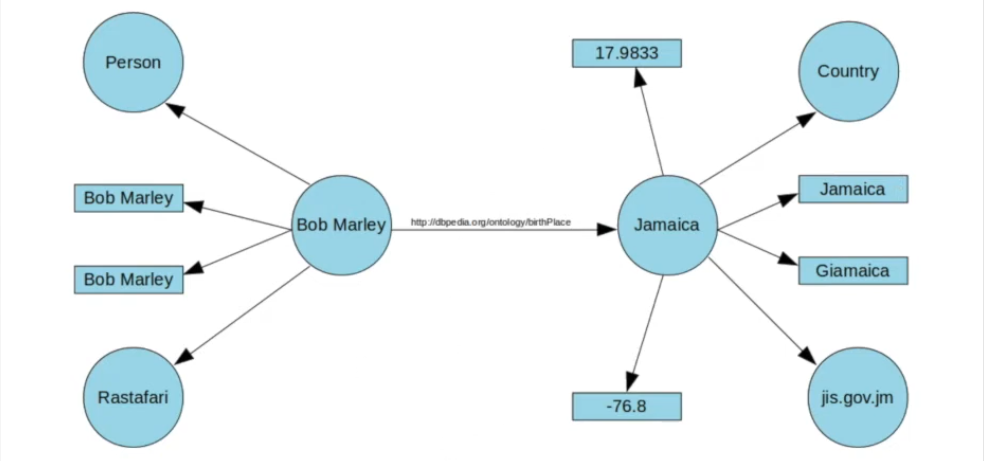 Person
17.9833
Country
Bob Marley
Jamaica
Bob Marley
http://dbpedia.org/ontology/birthPlace
Jamaica
Bob Marley
Giamaica
Rastafari
-76.8
jis.gov.jm